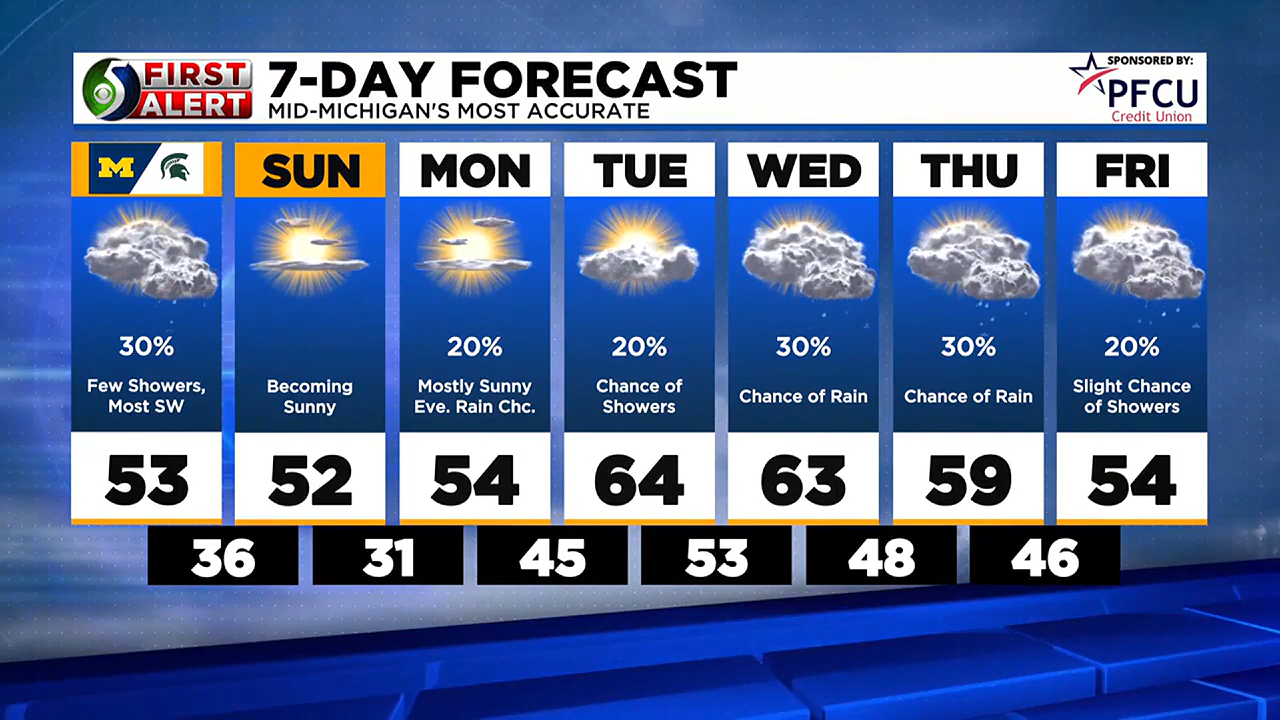 5 FIRST ALERT
7-DAY FORECAST
MID-MICHIGAN'S MOST ACCURATE
SPONSORED BY:
PFCU
Credit Union
M
SUN
MON
TUE
WED
THU
FRI
30%
Few Showers,
Most SW
53
Becoming
Sunny
52
20%
Mostly Sunny
Eve. Rain Chc.
54
20%
Chance of
Showers
64
30%
Chance of Rain
63
30%
Chance of Rain
59
20%
Slight Chance
of Showers
54
36
31
45
53
48
46